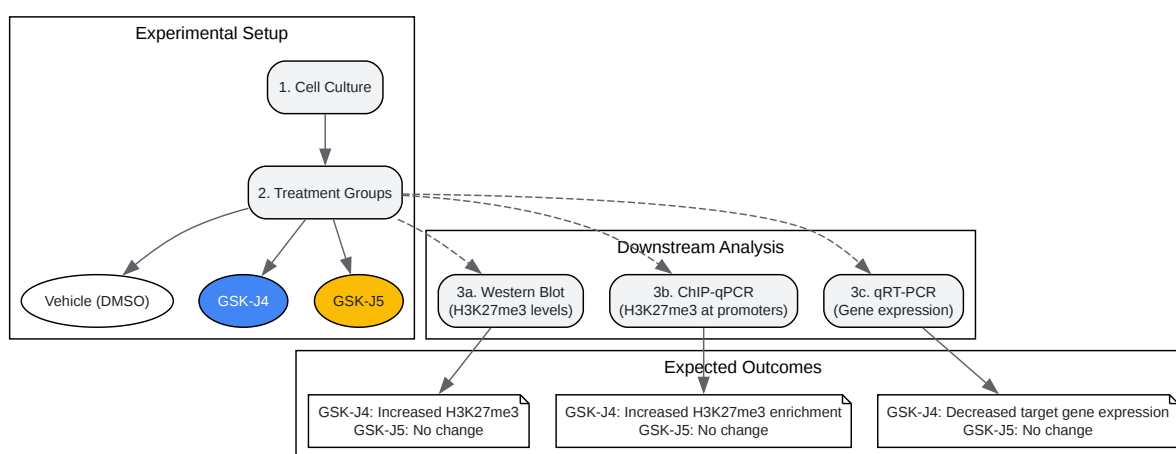 Experimental Setup
1. Cell Culture
2. Treatment Groups
Vehicle (DMSO)
GSK-J4
GSK-J5
Downstream Analysis
3a. Western Blot
(H3K27me3 levels)
3b. ChIP-qPCR
(H3K27me3 at promoters)
3c. qRT-PCR
(Gene expression)
Expected Outcomes
GSK-J4: Increased H3K27me3
GSK-J5: No change
GSK-J4: Increased H3K27me3 enrichment
GSK-J5: No change
GSK-J4: Decreased target gene expression
GSK-J5: No change